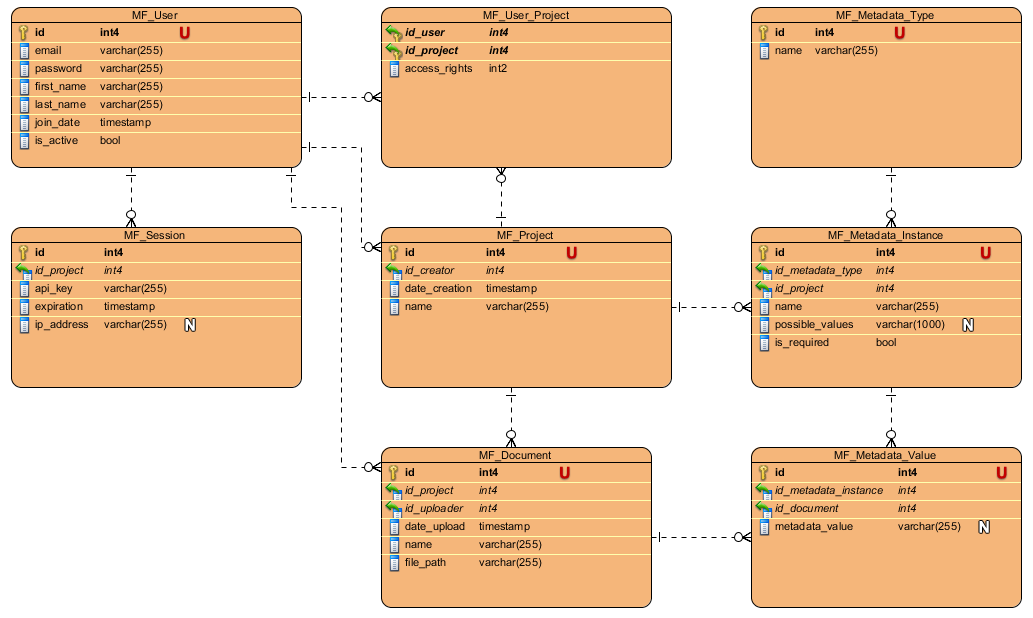 MF_User
id int4 U
email varchar(255)
password varchar(255)
first_name varchar(255)
last_name varchar(255)
join_date timestamp
is_active bool
MF_User_Project
id_user int4
id_project int4
access_rights int2
MF_Metadata_Type
id int4 U
name varchar(255)
MF_Session
id int4
id_project int4
api_key varchar(255)
expiration timestamp
ip_address varchar(255) N
MF_Project
id int4 U
id_creator int4
date_creation timestamp
name varchar(255)
MF_Metadata_Instance
id int4 U
id_metadata_type int4
id_project int4
name varchar(255)
possible_values varchar(1000) N
is_required bool
MF_Document
id int4 U
id_project int4
id_uploader int4
date_upload timestamp
name varchar(255)
file_path varchar(255)
MF_Metadata_Value
id int4 U
id_metadata_instance int4
id_document int4
metadata_value varchar(255) N